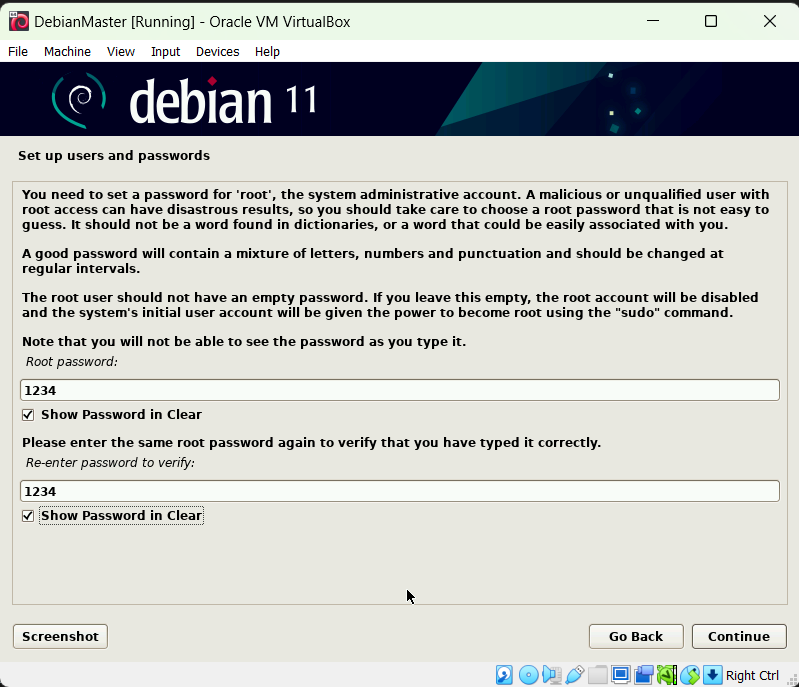 DebianMaster [Running] - Oracle VM VirtualBox
File Machine View Input Devices Help
debian 11
Set up users and passwords
You need to set a password for 'root', the system administrative account. A malicious or unqualified user with
root access can have disastrous results, so you should take care to choose a root password that is not easy to
guess. It should not be a word found in dictionaries, or a word that could be easily associated with you.
A good password will contain a mixture of letters, numbers and punctuation and should be changed at
regular intervals.
The root user should not have an empty password. If you leave this empty, the root account will be disabled
and the system's initial user account will be given the power to become root using the "sudo" command.
Note that you will not be able to see the password as you type it.
Root password:
1234
Show Password in Clear
Please enter the same root password again to verify that you have typed it correctly.
Re-enter password to verify:
1234
Show Password in Clear
Screenshot Go Back Continue
Right Ctrl